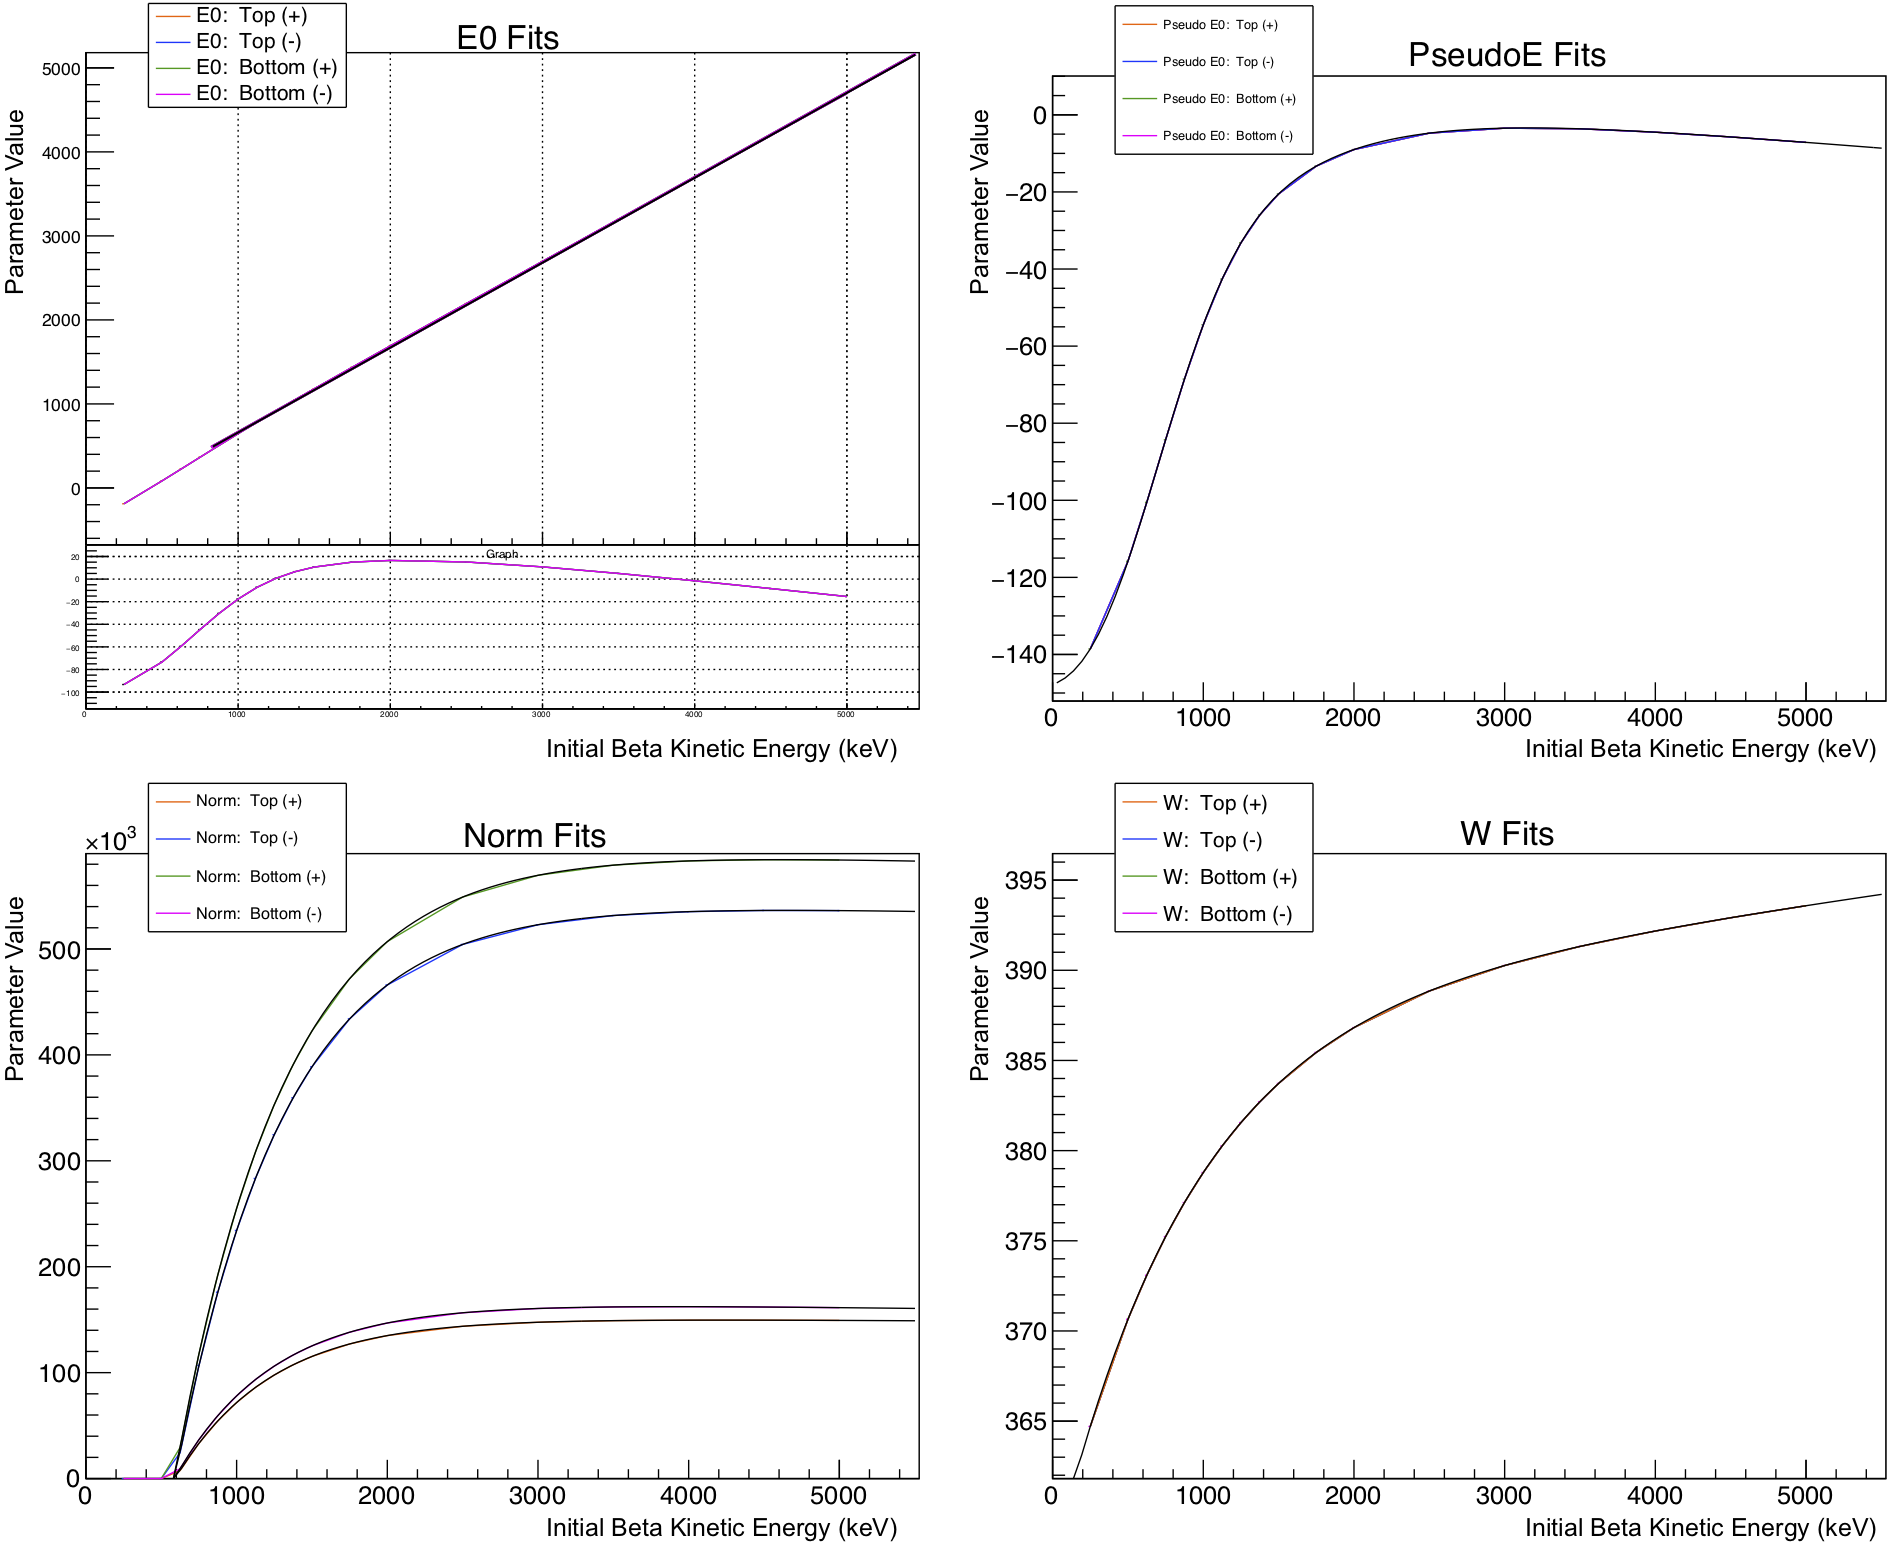 E0 Fits
E0: Top (+)
E0: Top (-)
E0: Bottom (+)
E0: Bottom (-)
Parameter Value
5000
4000
3000
2000
1000
0
Graph
20
0
−20
−40
−60
−80
−100
0 1000 2000 3000 4000 5000
Initial Beta Kinetic Energy (keV)
PseudoE Fits
Pseudo E0: Top (+)
Pseudo E0: Top (-)
Pseudo E0: Bottom (+)
Pseudo E0: Bottom (-)
Parameter Value
0
−20
−40
−60
−80
−100
−120
−140
0 1000 2000 3000 4000 5000
Initial Beta Kinetic Energy (keV)
Norm Fits
Norm: Top (+)
Norm: Top (-)
Norm: Bottom (+)
Norm: Bottom (-)
×10³
Parameter Value
500
400
300
200
100
0
0 1000 2000 3000 4000 5000
Initial Beta Kinetic Energy (keV)
W Fits
W: Top (+)
W: Top (-)
W: Bottom (+)
W: Bottom (-)
Parameter Value
395
390
385
380
375
370
365
0 1000 2000 3000 4000 5000
Initial Beta Kinetic Energy (keV)